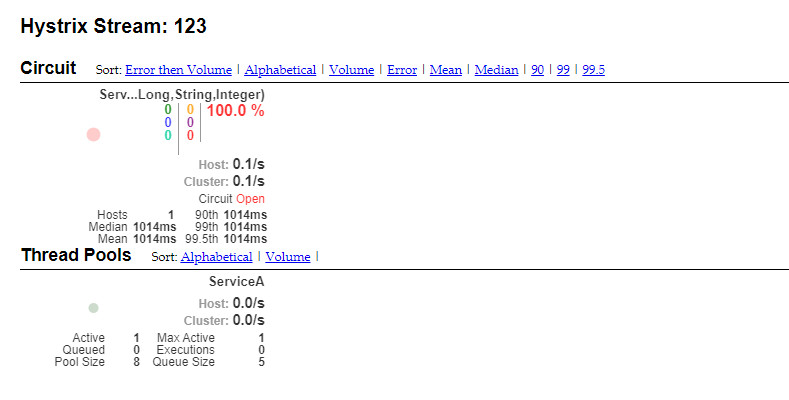 Hystrix Stream: 123
Circuit Sort: Error then Volume | Alphabetical | Volume | Error | Mean | Median | 90 | 99 | 99.5
Serv...Long,String,Integer)
0 0 100.0 %
0 0
0 0
Host: 0.1/s
Cluster: 0.1/s
Circuit Open
Hosts 1 90th 1014ms
Median 1014ms 99th 1014ms
Mean 1014ms 99.5th 1014ms
Thread Pools Sort: Alphabetical | Volume |
ServiceA
Host: 0.0/s
Cluster: 0.0/s
Active 1 Max Active 1
Queued 0 Executions 0
Pool Size 8 Queue Size 5